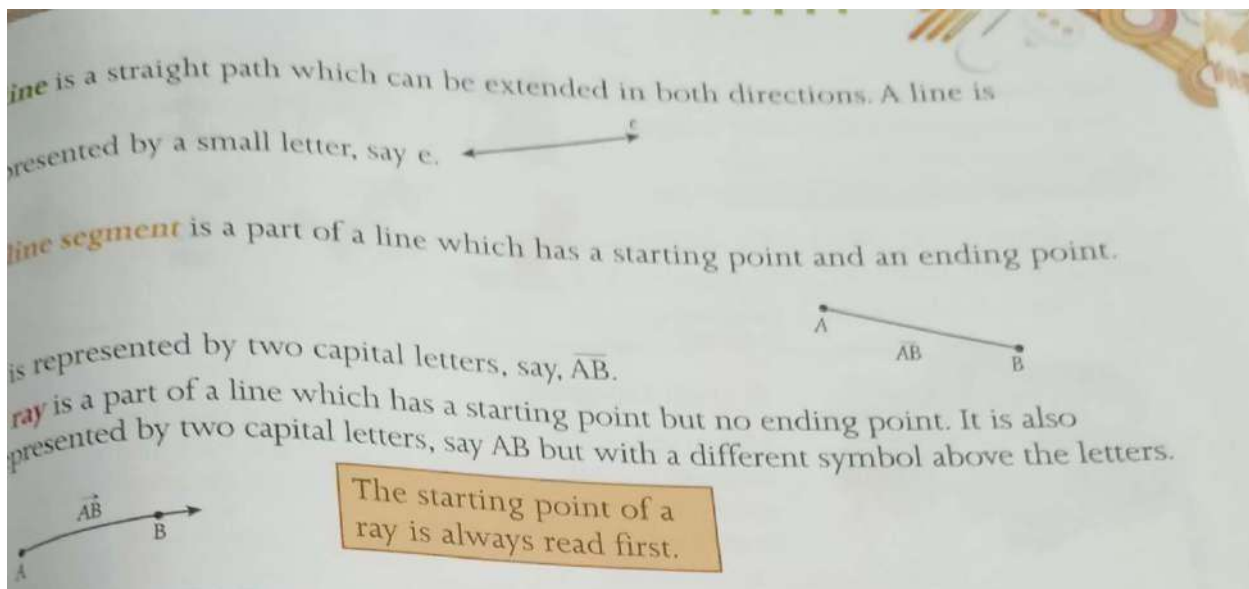 ine is a straight path which can be extended in both directions. A line is
e
presented by a small letter, say e.
line segment is a part of a line which has a starting point and an ending point.
A
AB
B
is represented by two capital letters, say, A̅B̅.
ray is a part of a line which has a starting point but no ending point. It is also
presented by two capital letters, say AB but with a different symbol above the letters.
AB⃗
B
A
The starting point of a
ray is always read first.